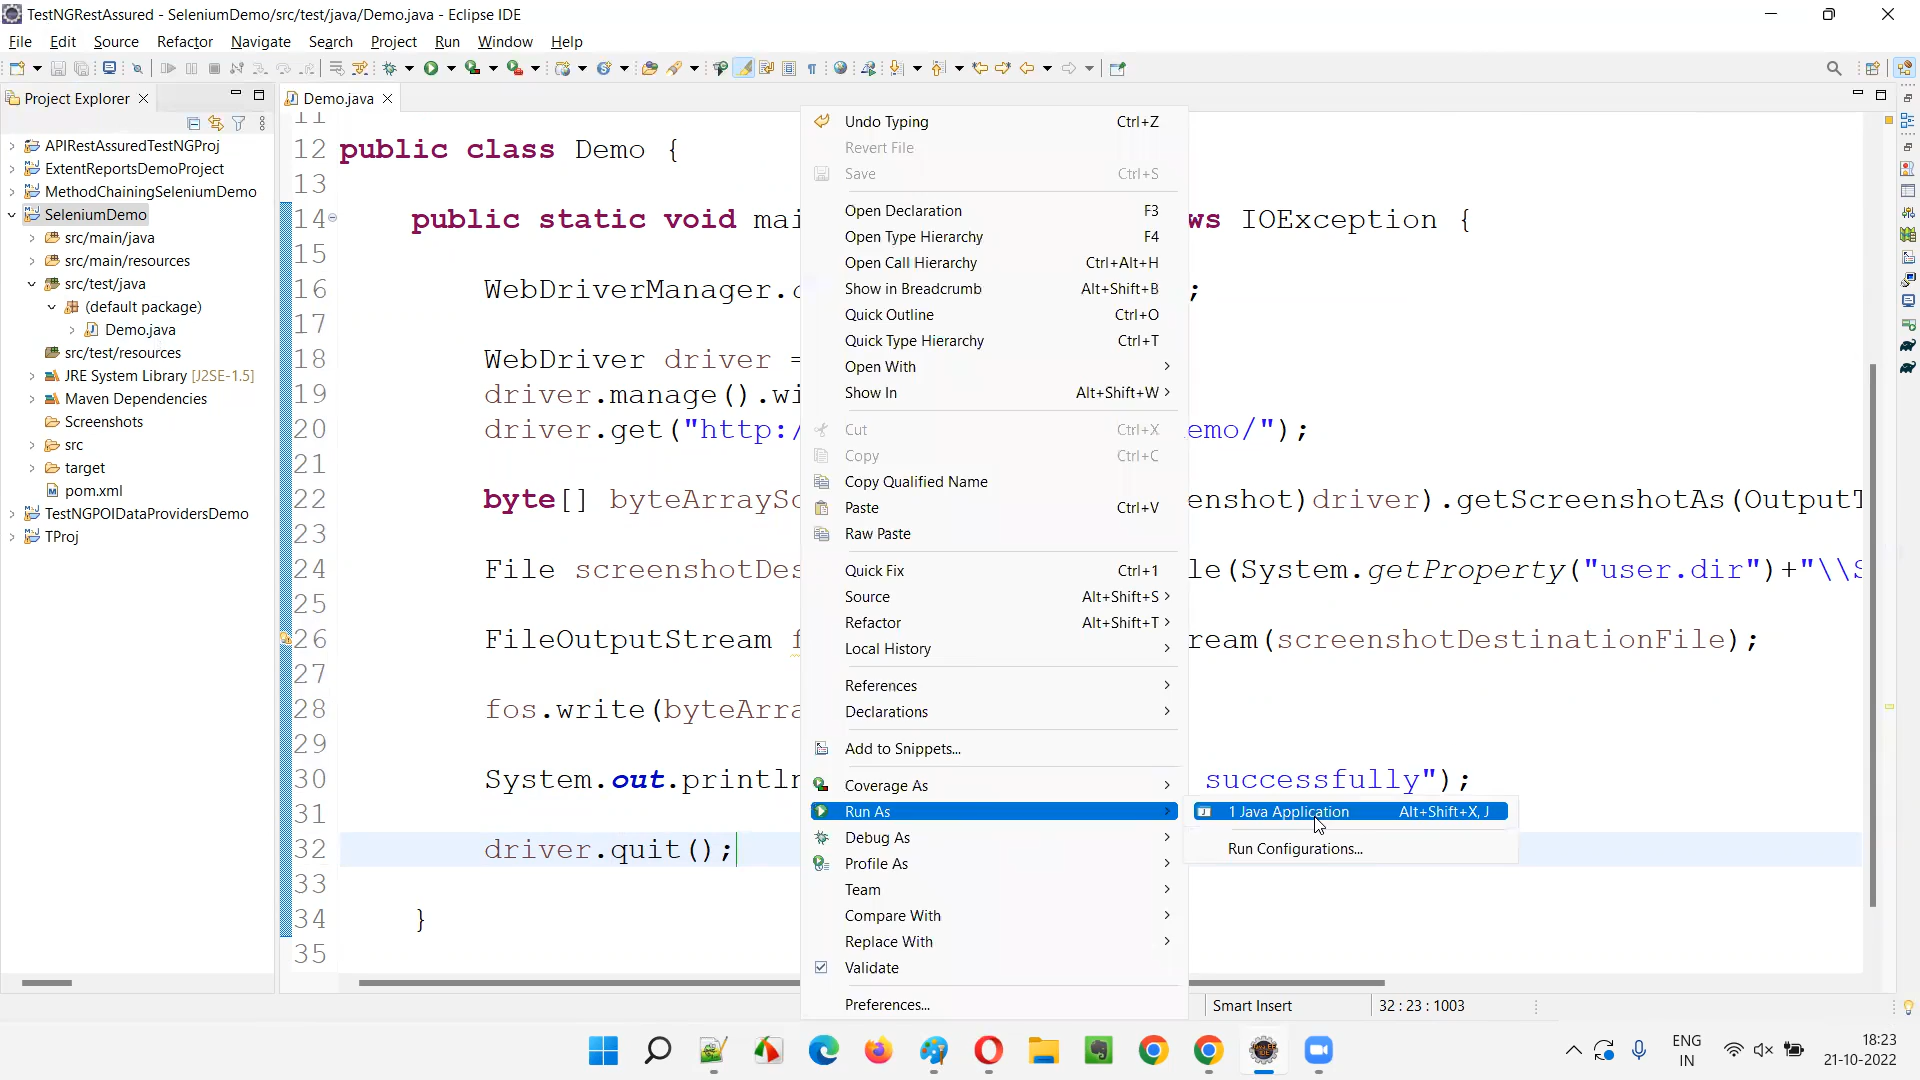 TestNGRestAssured - SeleniumDemo/src/test/java/Demo.java - Eclipse IDE
File Edit Source Refactor Navigate Search Project Run Window Help
Project Explorer
APIRestAssuredTestNGProj
ExtentReportsDemoProject
MethodChainingSeleniumDemo
SeleniumDemo
src/main/java
src/main/resources
src/test/java
(default package)
Demo.java
src/test/resources
JRE System Library [J2SE-1.5]
Maven Dependencies
Screenshots
src
target
pom.xml
TestNGPOIDataProvidersDemo
TProj
Demo.java
11
12 public class Demo {
13
14 public static void mai ws IOException {
15
16 WebDriverManager. ;
17
18 WebDriver driver =
19 driver.manage().wi
20 driver.get("http:/ emo/");
21
22 byte[] byteArraySc enshot)driver).getScreenshotAs(OutputT
23
24 File screenshotDes le(System.getProperty("user.dir")+"\\S
25
26 FileOutputStream f ream(screenshotDestinationFile);
27
28 fos.write(byteArra
29
30 System.out.println successfully");
31
32 driver.quit();
33
34 }
35
Undo Typing Ctrl+Z
Revert File
Save Ctrl+S
Open Declaration F3
Open Type Hierarchy F4
Open Call Hierarchy Ctrl+Alt+H
Show in Breadcrumb Alt+Shift+B
Quick Outline Ctrl+O
Quick Type Hierarchy Ctrl+T
Open With
Show In Alt+Shift+W
Cut Ctrl+X
Copy Ctrl+C
Copy Qualified Name
Paste Ctrl+V
Raw Paste
Quick Fix Ctrl+1
Source Alt+Shift+S
Refactor Alt+Shift+T
Local History
References
Declarations
Add to Snippets...
Coverage As
Run As
Debug As
Profile As
Team
Compare With
Replace With
Validate
Preferences...
1 Java Application Alt+Shift+X, J
Run Configurations...
Smart Insert 32 : 23 : 1003
ENG
IN
18:23
21-10-2022